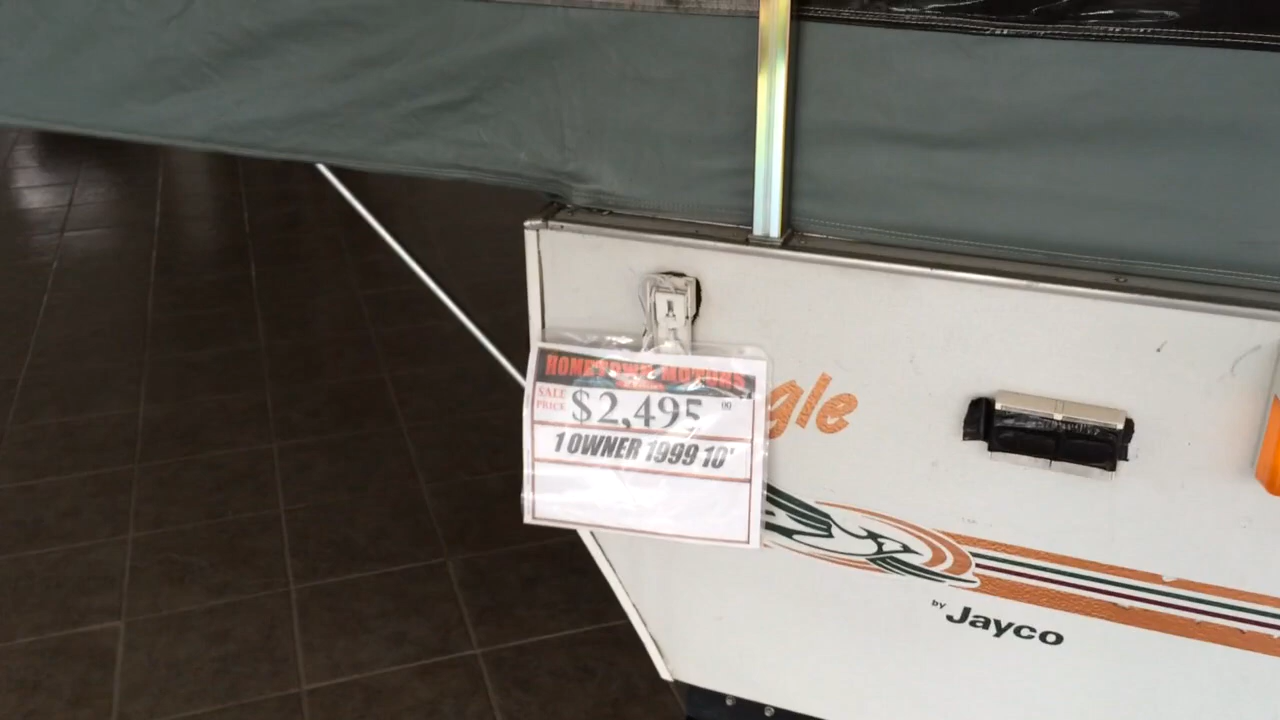 HOMETOWN MOTORS
SALE PRICE $2,495 00
1 OWNER 1999 10'
gle
by Jayco